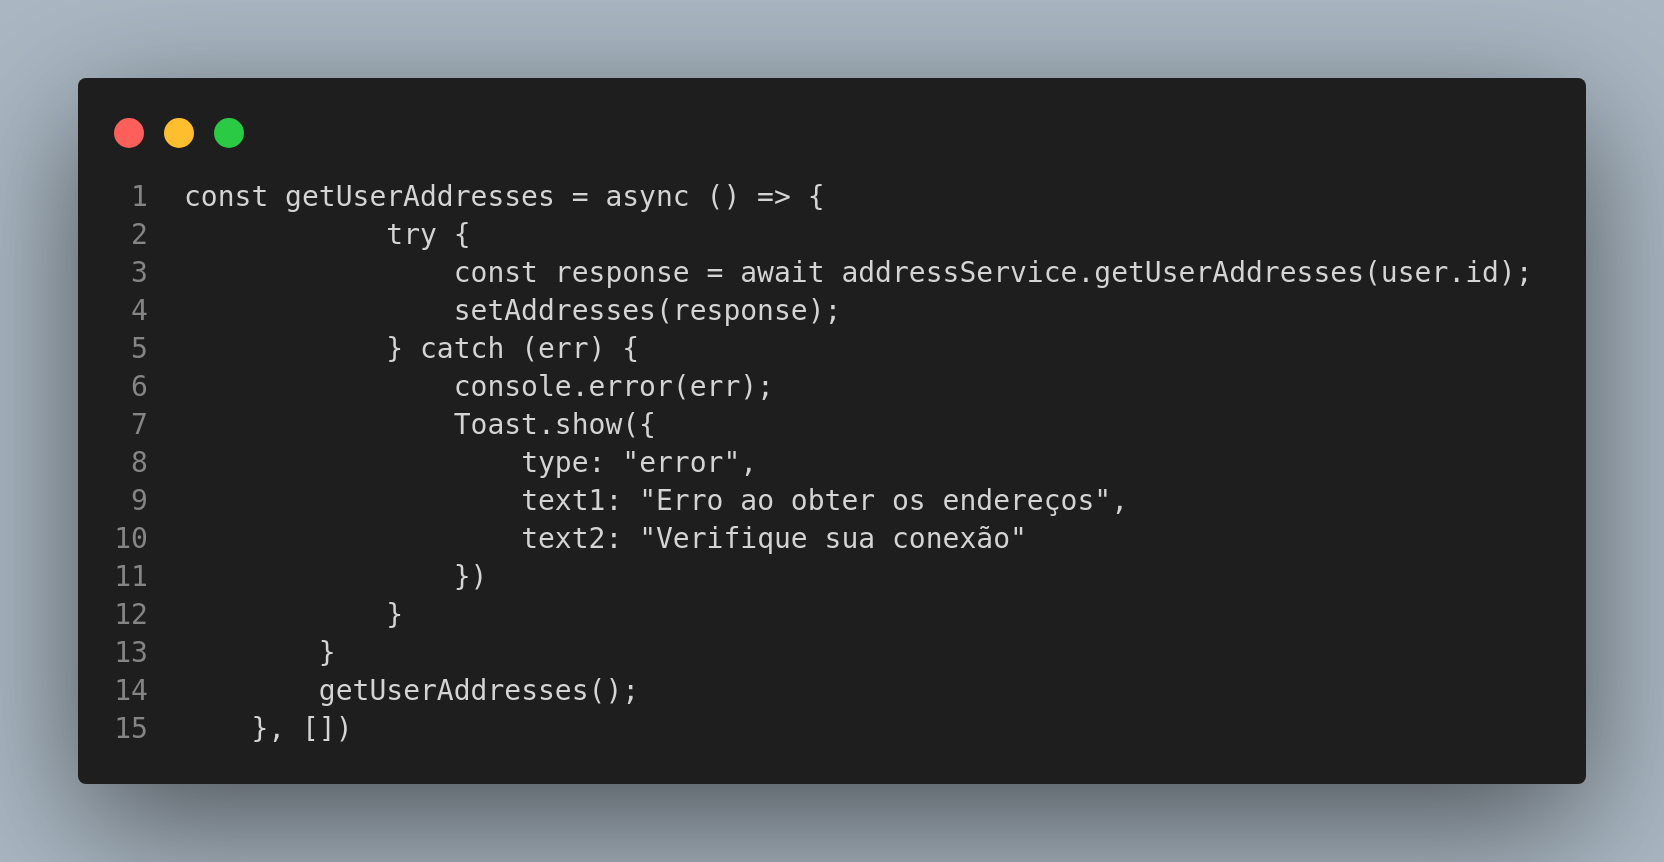 1 const getUserAddresses = async () => {
2             try {
3                 const response = await addressService.getUserAddresses(user.id);
4                 setAddresses(response);
5             } catch (err) {
6                 console.error(err);
7                 Toast.show({
8                     type: "error",
9                     text1: "Erro ao obter os endereços",
10                     text2: "Verifique sua conexão"
11                 })
12             }
13         }
14         getUserAddresses();
15     }, [])